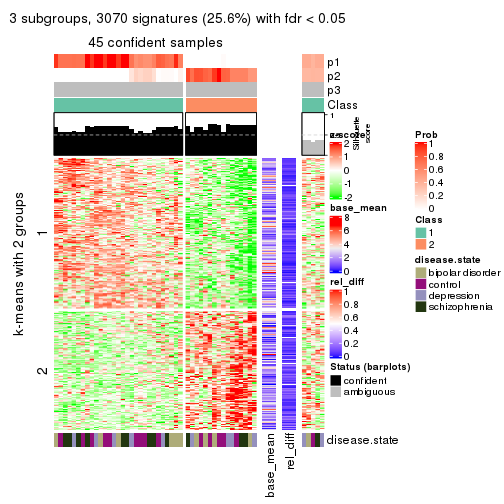 3 subgroups, 3070 signatures (25.6%) with fdr < 0.05
45 confident samples
p1
p2
p3
Class
1
Silhouette
score
z-score
2
1
0
-1
-2
base_mean
8
6
4
2
0
rel_diff
1
0.8
0.6
0.4
0.2
0
Status (barplots)
confident
ambiguous
Prob
1
0.8
0.6
0.4
0.2
0
Class
1
2
disease.state
bipolar disorder
control
depression
schizophrenia
k-means with 2 groups
1
2
disease.state
base_mean
rel_diff